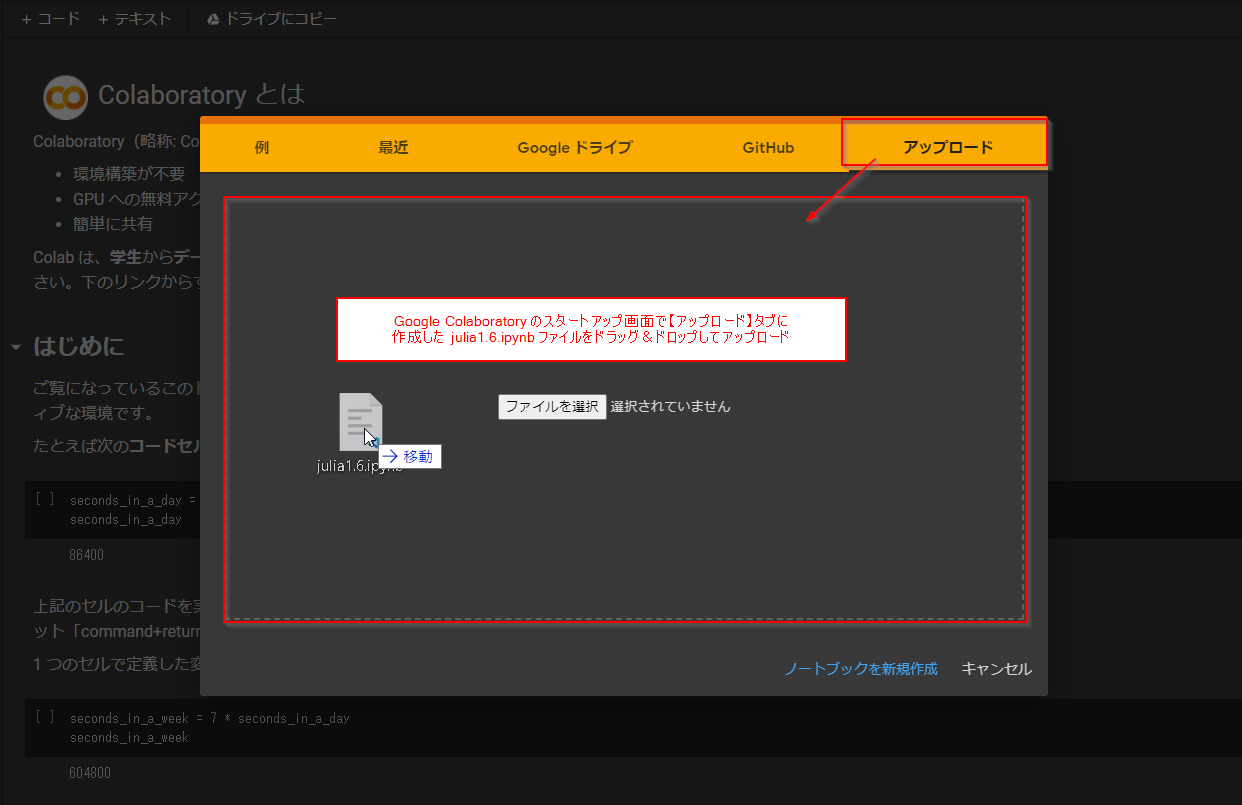 + コード + テキスト ドライブにコピー
Colaboratory とは
Colaboratory（略称: Co
例 最近 Google ドライブ GitHub アップロード
• 環境構築が不要
• GPU への無料アク
• 簡単に共有
Colab は、学生からデー
さい。下のリンクから
Google Colaboratory のスタートアップ画面で【アップロード】タブに
作成した julia1.6.ipynb ファイルをドラッグ＆ドロップしてアップロード
はじめに
ご覧になっているこの
ィブな環境です。
たとえば次のコードセル
ファイルを選択 選択されていません
→ 移動
julia1.6.ipynb
[ ] seconds_in_a_day =
seconds_in_a_day
86400
上記のセルのコードを実
ット「command+return
1 つのセルで定義した変
ノートブックを新規作成 キャンセル
[ ] seconds_in_a_week = 7 * seconds_in_a_day
seconds_in_a_week
604800